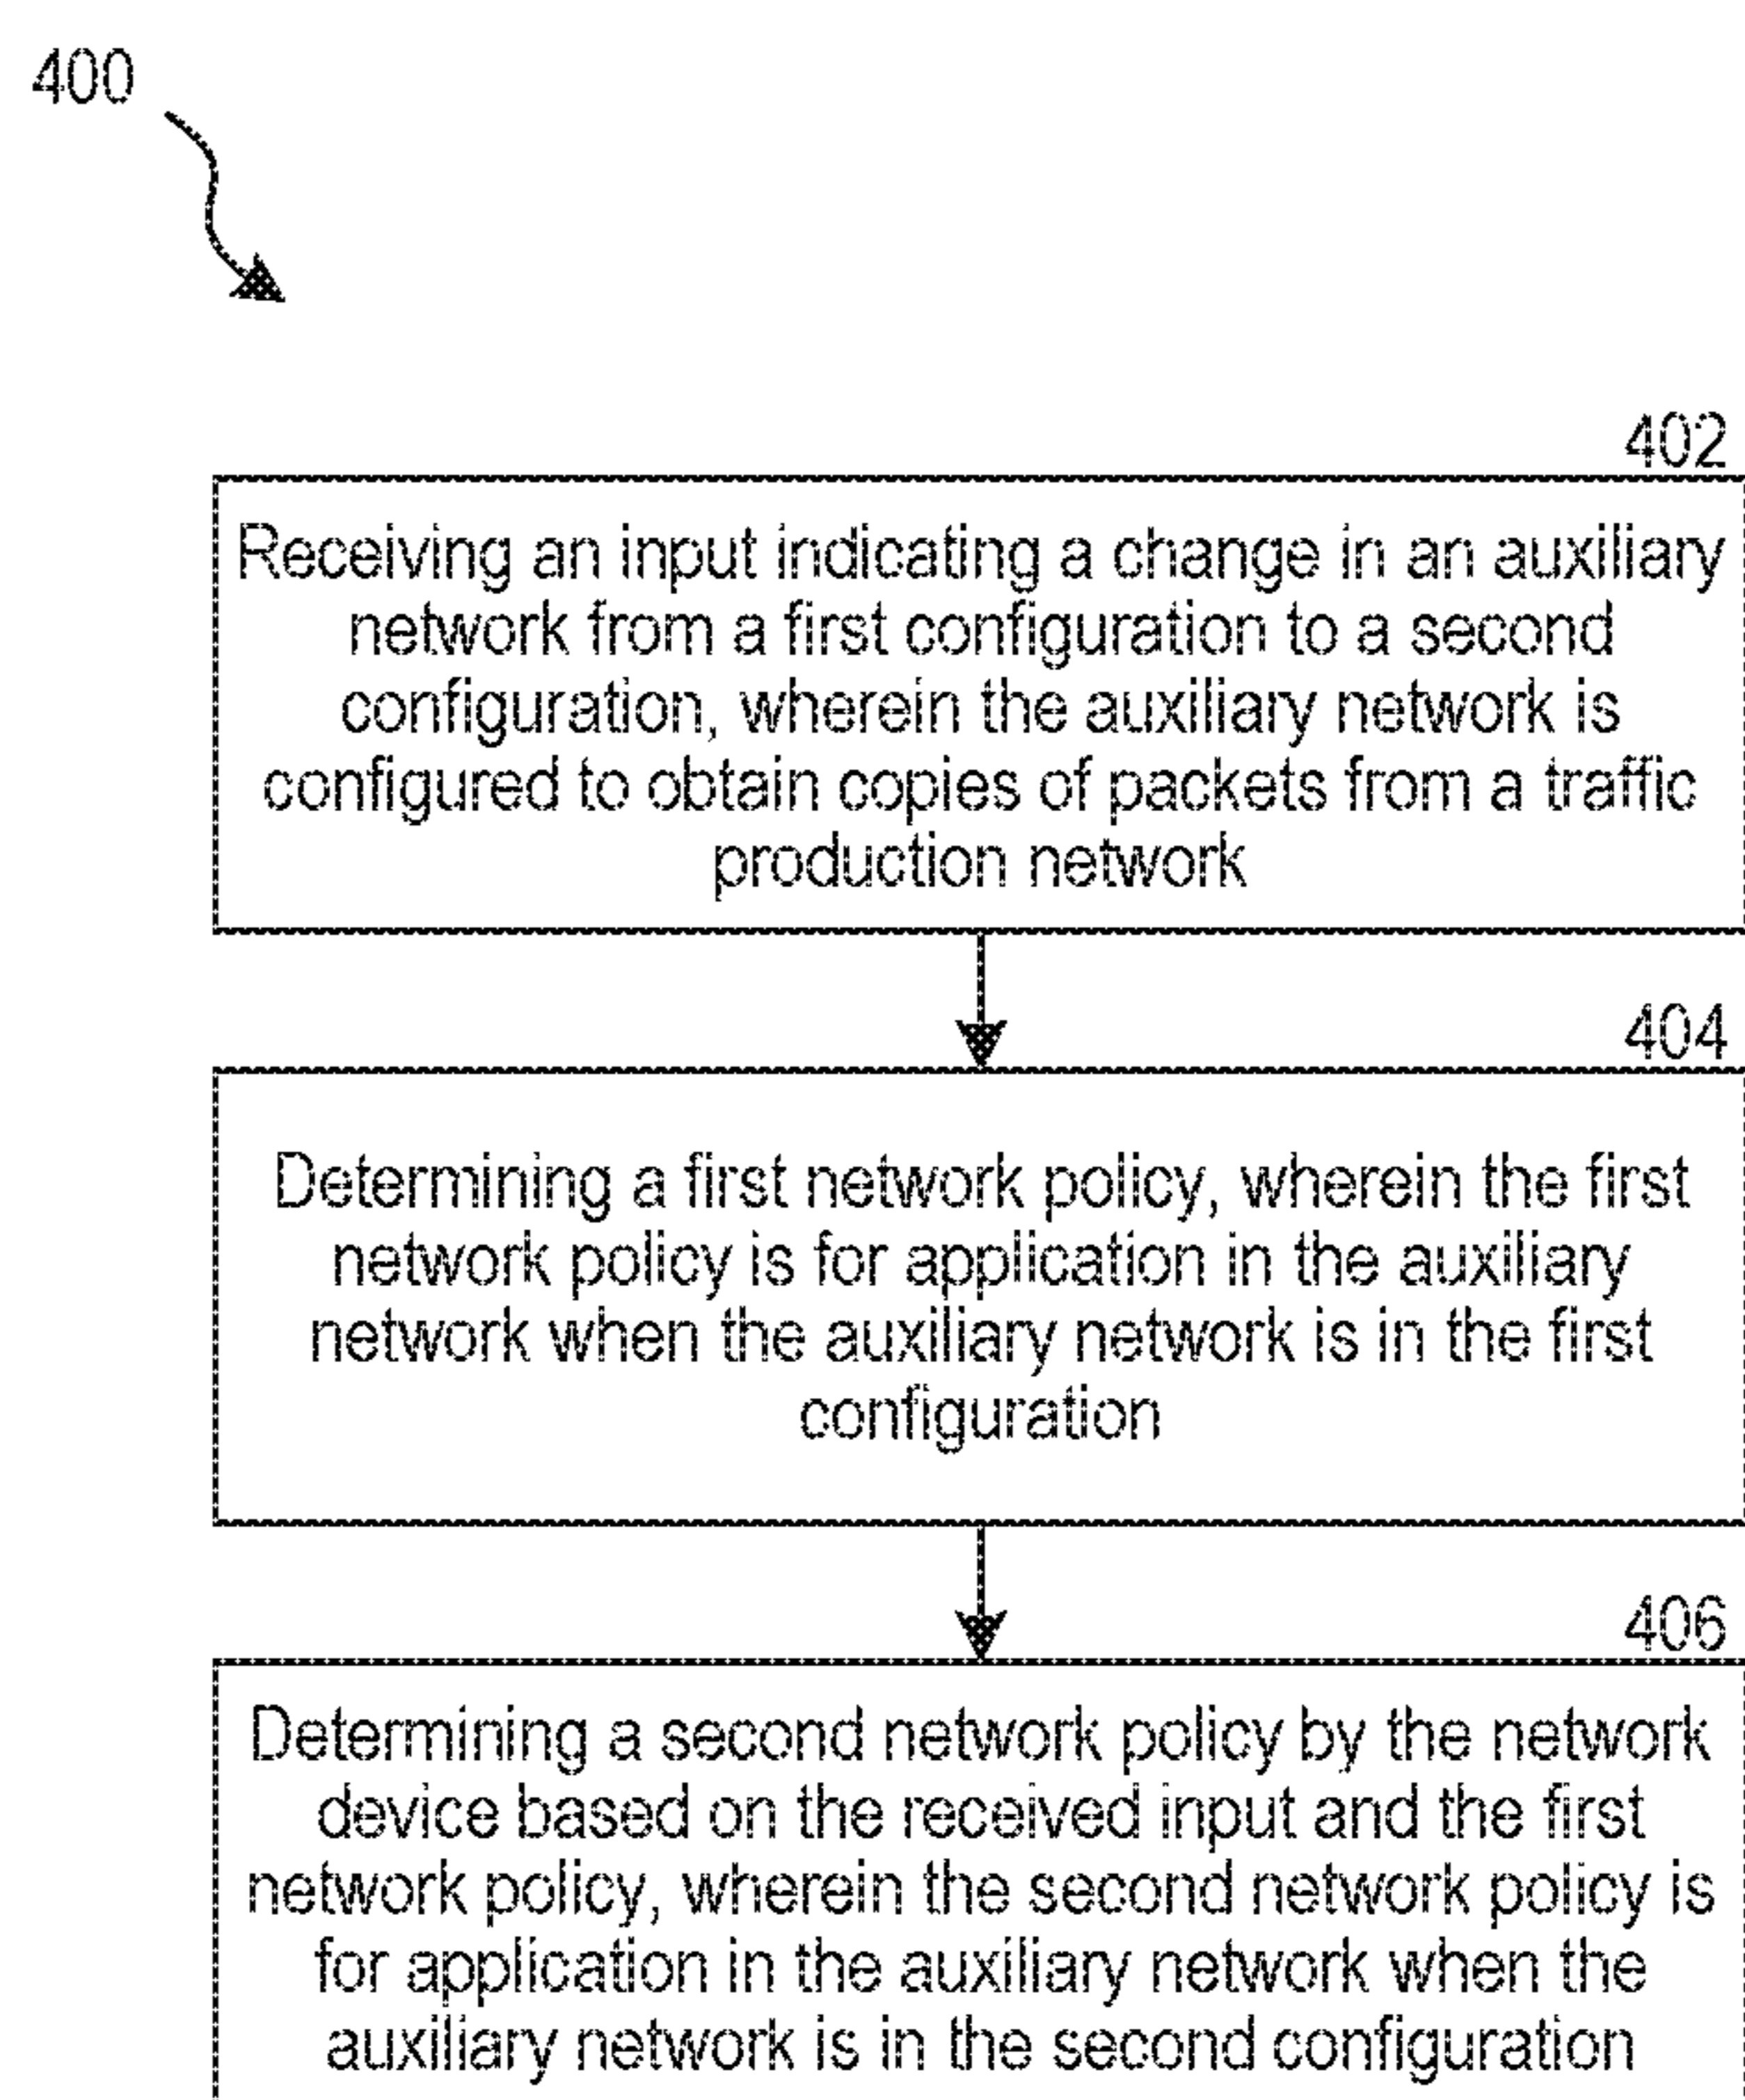 400
402
Receiving an input indicating a change in an auxiliary
network from a first configuration to a second
configuration, wherein the auxiliary network is
configured to obtain copies of packets from a traffic
production network
404
Determining a first network policy, wherein the first
network policy is for application in the auxiliary
network when the auxiliary network is in the first
configuration
406
Determining a second network policy by the network
device based on the received input and the first
network policy, wherein the second network policy is
for application in the auxiliary network when the
auxiliary network is in the second configuration